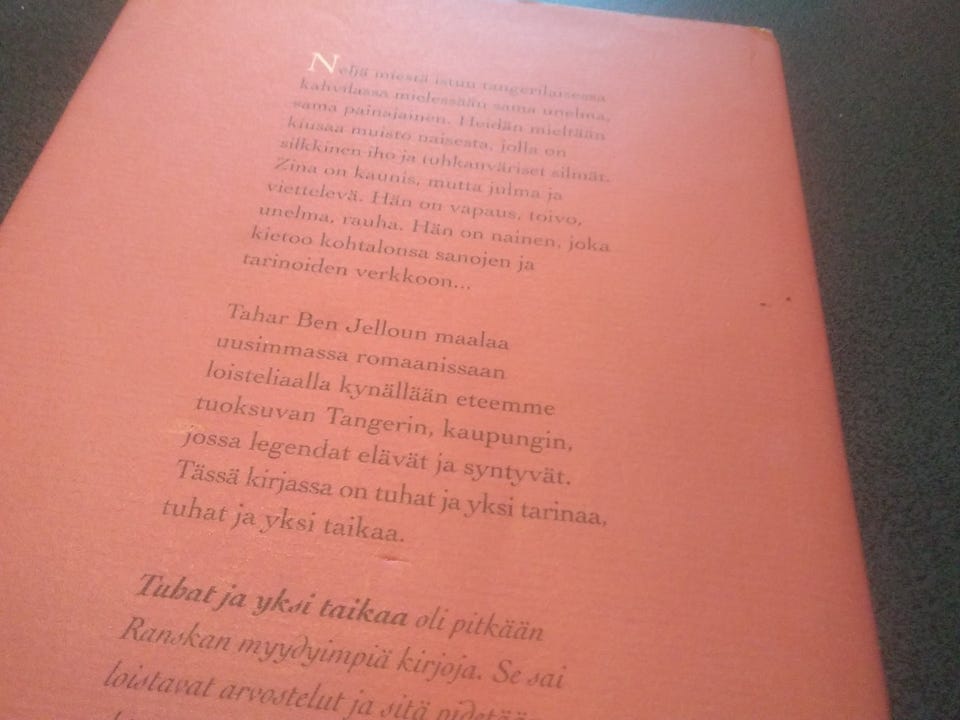 Neljä miestä istuu tangerilaisessa
kahvilassa mielessään sama unelma,
sama painajainen. Heidän mieltään
kiusaa muisto naisesta, jolla on
silkkinen iho ja tuhkanväriset silmät.
Zina on kaunis, mutta julma ja
viettelevä. Hän on vapaus, toivo,
unelma, rauha. Hän on nainen, joka
kietoo kohtalonsa sanojen ja
tarinoiden verkkoon...
Tahar Ben Jelloun maalaa
uusimmassa romaanissaan
loisteliaalla kynällään eteemme
tuoksuvan Tangerin, kaupungin,
jossa legendat elävät ja syntyvät.
Tässä kirjassa on tuhat ja yksi tarinaa,
tuhat ja yksi taikaa.
Tuhat ja yksi taikaa oli pitkään
Ranskan myydyimpiä kirjoja. Se sai
loistavat arvostelut ja sitä pidetään